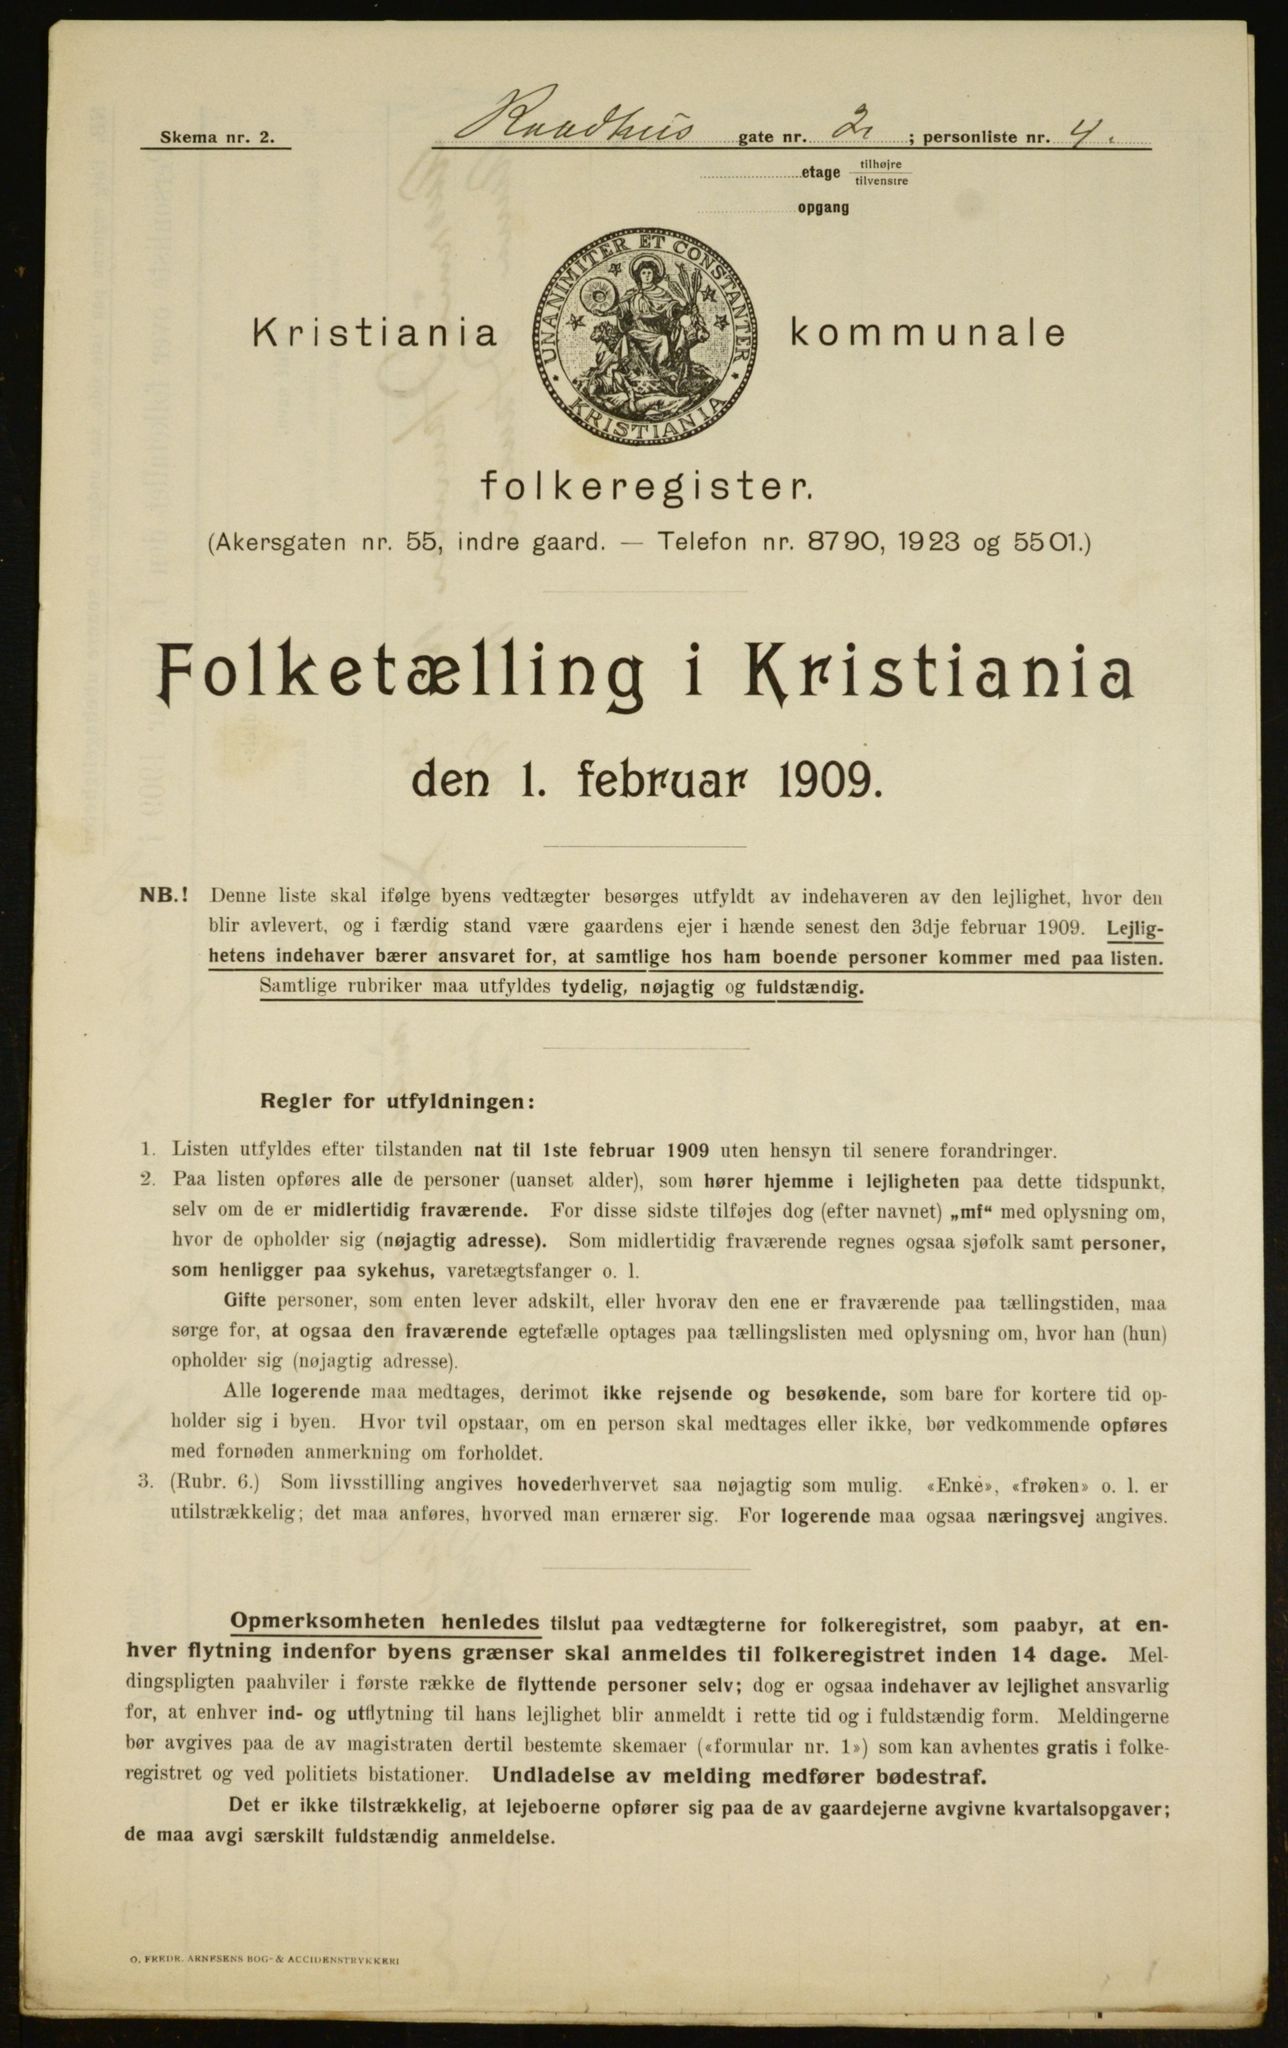 Skema nr. 2.
Raadhus gate nr. 2 ; personliste nr. 4.
etage tilhøjre
tilvenstre
opgang
UNANIMITER ET CONSTANTER
KRISTIANIA
Kristiania kommunale
folkeregister.
(Akersgaten nr. 55, indre gaard. — Telefon nr. 8790, 1923 og 5501.)
Folketælling i Kristiania
den 1. februar 1909.
NB.! Denne liste skal ifølge byens vedtægter besørges utfyldt av indehaveren av den lejlighet, hvor den
blir avlevert, og i færdig stand være gaardens ejer i hænde senest den 3dje februar 1909. Lejlig-
hetens indehaver bærer ansvaret for, at samtlige hos ham boende personer kommer med paa listen.
Samtlige rubriker maa utfyldes tydelig, nøjagtig og fuldstændig.
Regler for utfyldningen:
1. Listen utfyldes efter tilstanden nat til 1ste februar 1909 uten hensyn til senere forandringer.
2. Paa listen opføres alle de personer (uanset alder), som hører hjemme i lejligheten paa dette tidspunkt,
selv om de er midlertidig fraværende. For disse sidste tilføjes dog (efter navnet) „mf“ med oplysning om,
hvor de opholder sig (nøjagtig adresse). Som midlertidig fraværende regnes ogsaa sjøfolk samt personer,
som henligger paa sykehus, varetægtsfanger o. l.
Gifte personer, som enten lever adskilt, eller hvorav den ene er fraværende paa tællingstiden, maa
sørge for, at ogsaa den fraværende egtefælle optages paa tællingslisten med oplysning om, hvor han (hun)
opholder sig (nøjagtig adresse).
Alle logerende maa medtages, derimot ikke rejsende og besøkende, som bare for kortere tid op-
holder sig i byen. Hvor tvil opstaar, om en person skal medtages eller ikke, bør vedkommende opføres
med fornøden anmerkning om forholdet.
3. (Rubr. 6.) Som livsstilling angives hovederhvervet saa nøjagtig som mulig. «Enke», «frøken» o. l. er
utilstrækkelig; det maa anføres, hvorved man ernærer sig. For logerende maa ogsaa næringsvej angives.
Opmerksomheten henledes tilslut paa vedtægterne for folkeregistret, som paabyr, at en-
hver flytning indenfor byens grænser skal anmeldes til folkeregistret inden 14 dage. Mel-
dingspligten paahviler i første række de flyttende personer selv; dog er ogsaa indehaver av lejlighet ansvarlig
for, at enhver ind- og utflytning til hans lejlighet blir anmeldt i rette tid og i fuldstændig form. Meldingerne
bør avgives paa de av magistraten dertil bestemte skemaer («formular nr. 1») som kan avhentes gratis i folke-
registret og ved politiets bistationer. Undladelse av melding medfører bødestraf.
Det er ikke tilstrækkelig, at lejeboerne opfører sig paa de av gaardejerne avgivne kvartalsopgaver;
de maa avgi særskilt fuldstændig anmeldelse.
O. FREDR. ARNESENS BOG- & ACCIDENSTRYKKERI